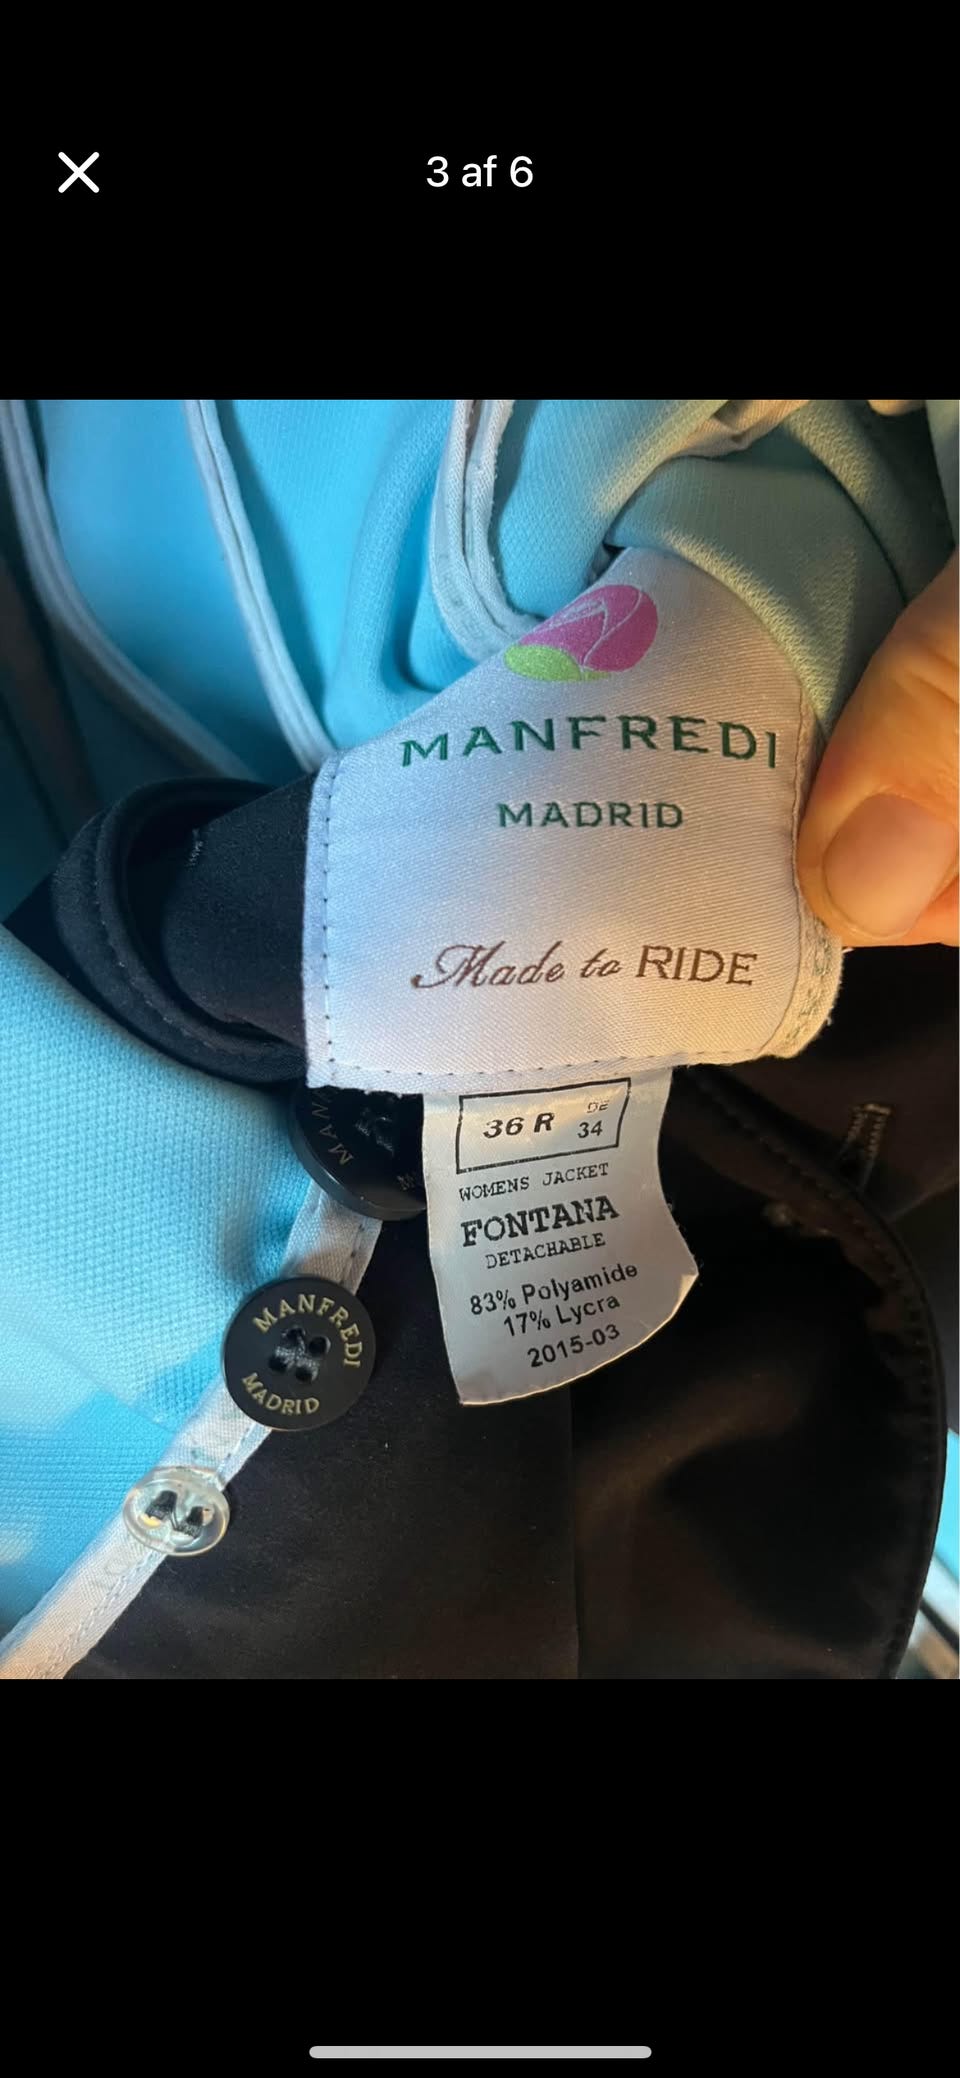 3 af 6
MANFREDI
MADRID
Made to RIDE
36 R DE 34
WOMENS JACKET
FONTANA
DETACHABLE
83% Polyamide
17% Lycra
2015-03
MANFREDI
MADRID